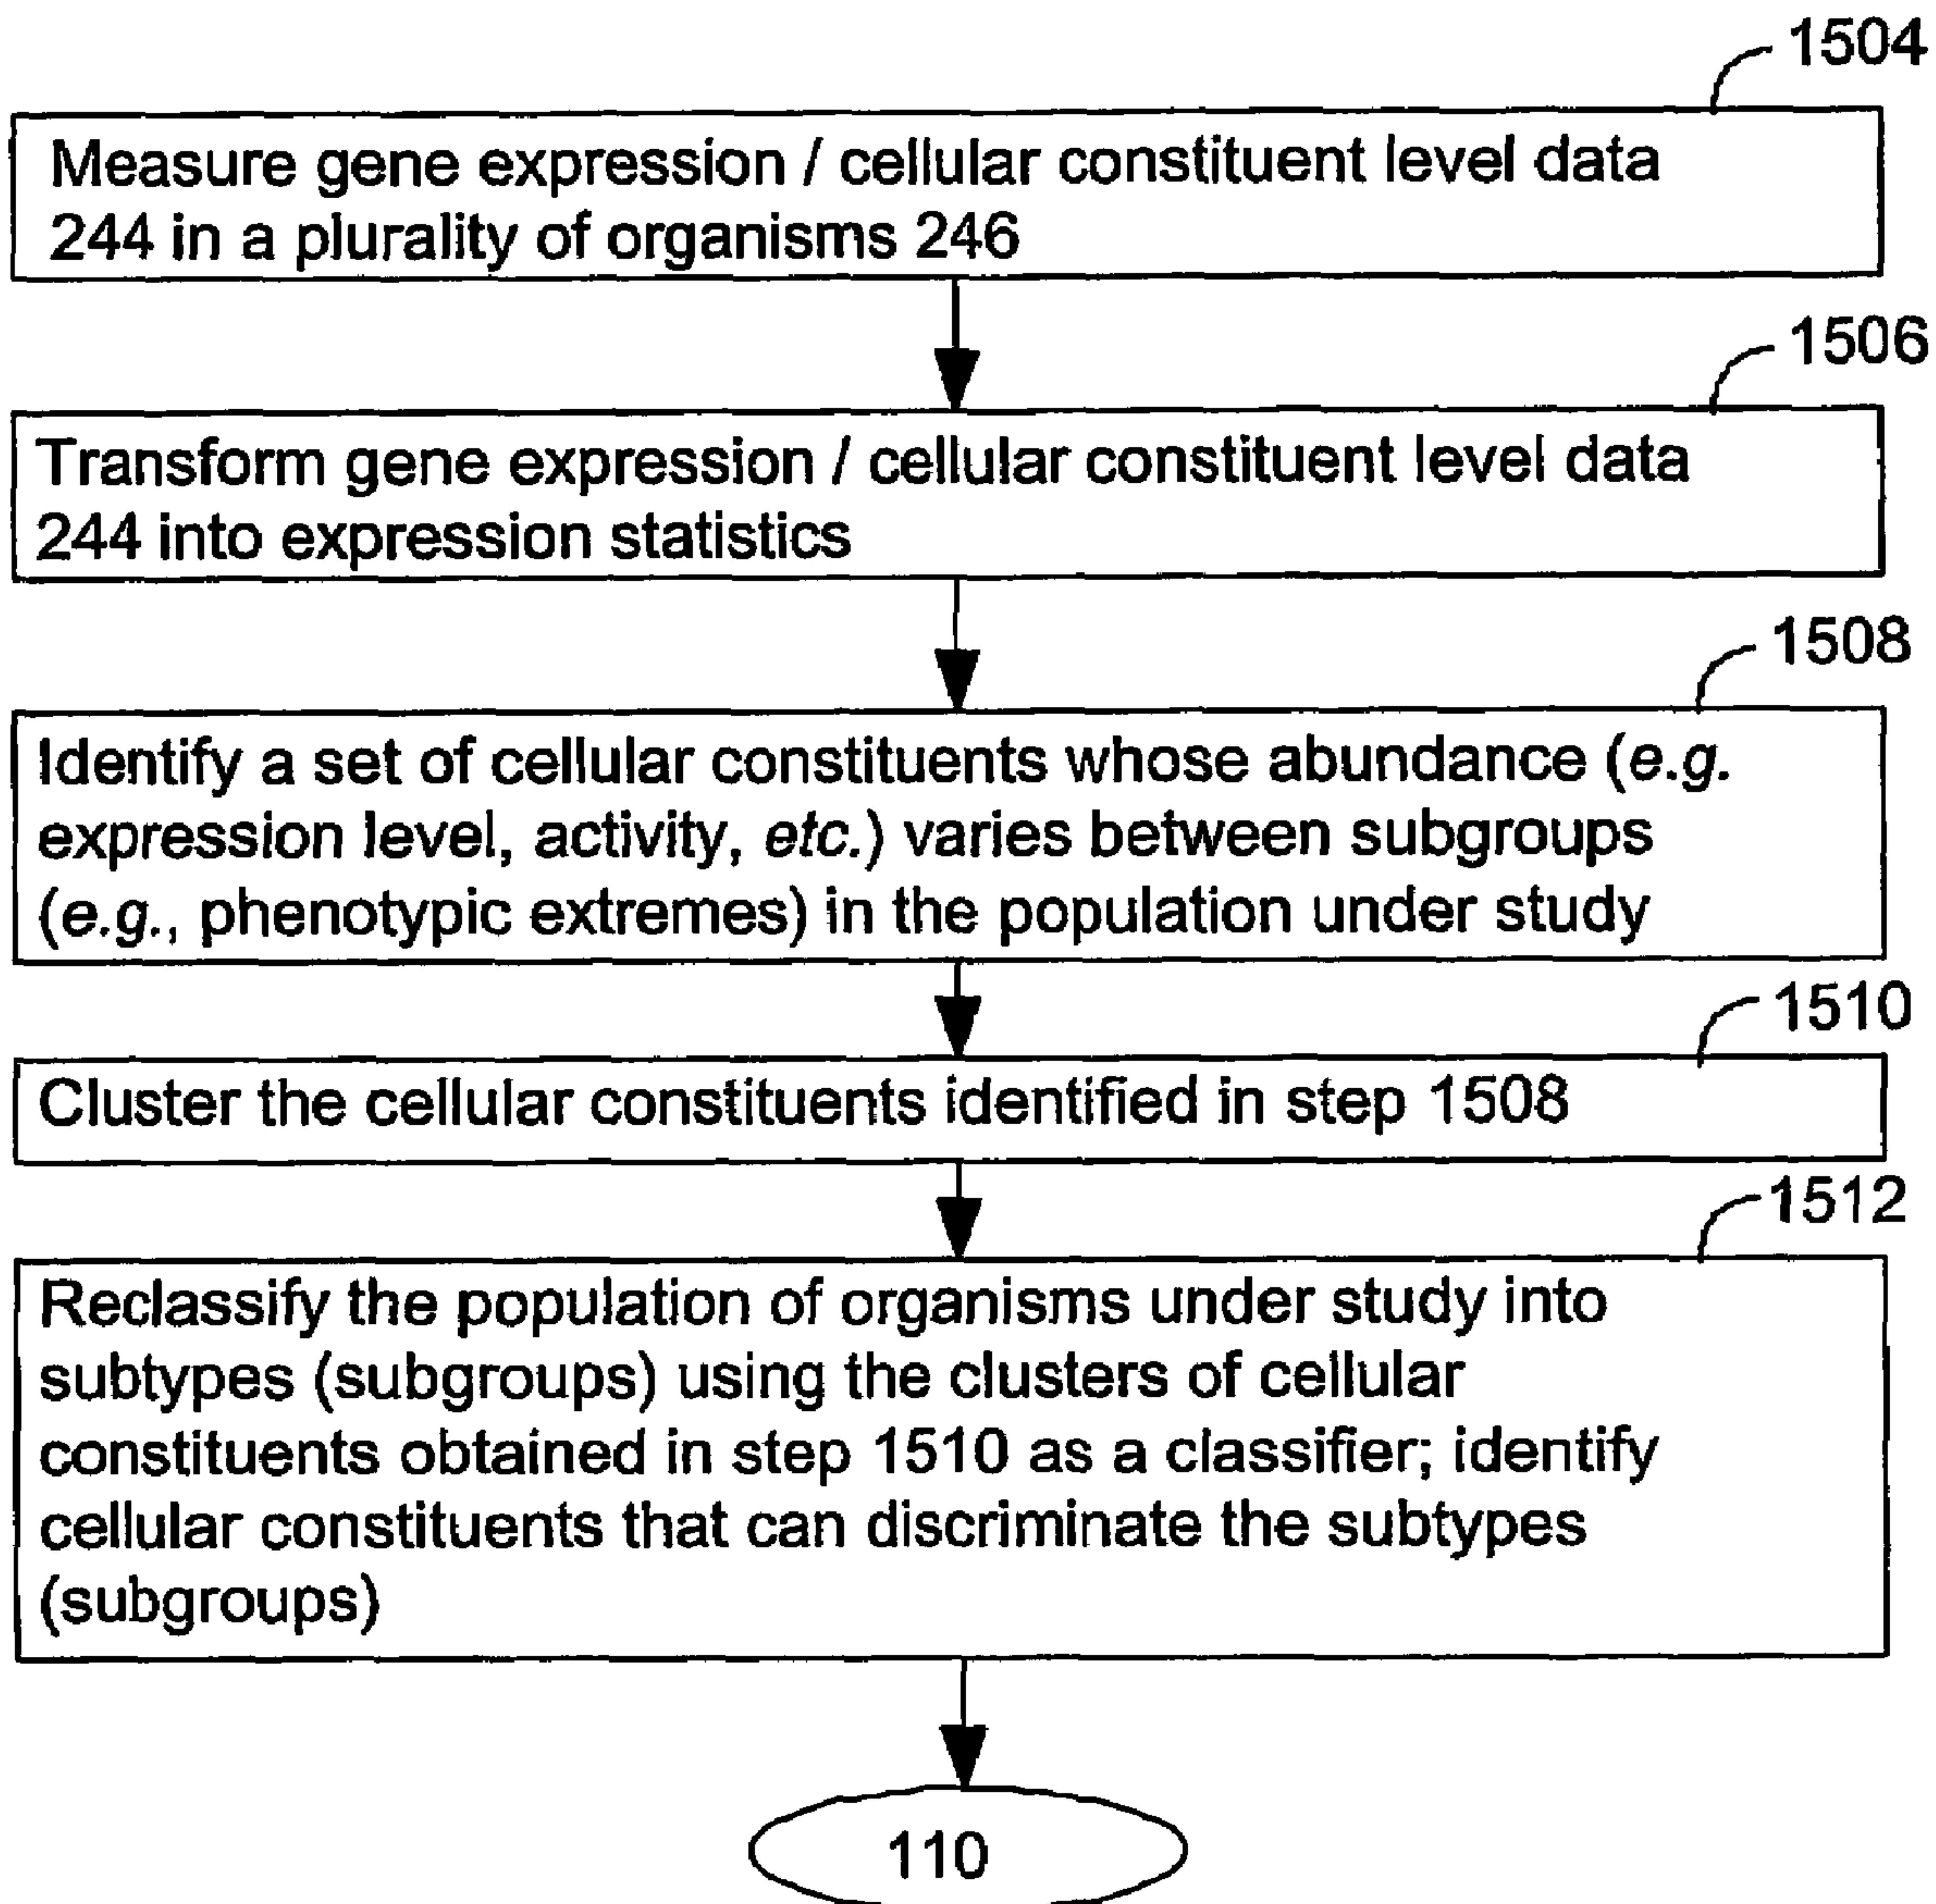 1504
Measure gene expression / cellular constituent level data
244 in a plurality of organisms 246
1506
Transform gene expression / cellular constituent level data
244 into expression statistics
1508
Identify a set of cellular constituents whose abundance (e.g.
expression level, activity, etc.) varies between subgroups
(e.g., phenotypic extremes) in the population under study
1510
Cluster the cellular constituents identified in step 1508
1512
Reclassify the population of organisms under study into
subtypes (subgroups) using the clusters of cellular
constituents obtained in step 1510 as a classifier; identify
cellular constituents that can discriminate the subtypes
(subgroups)
110